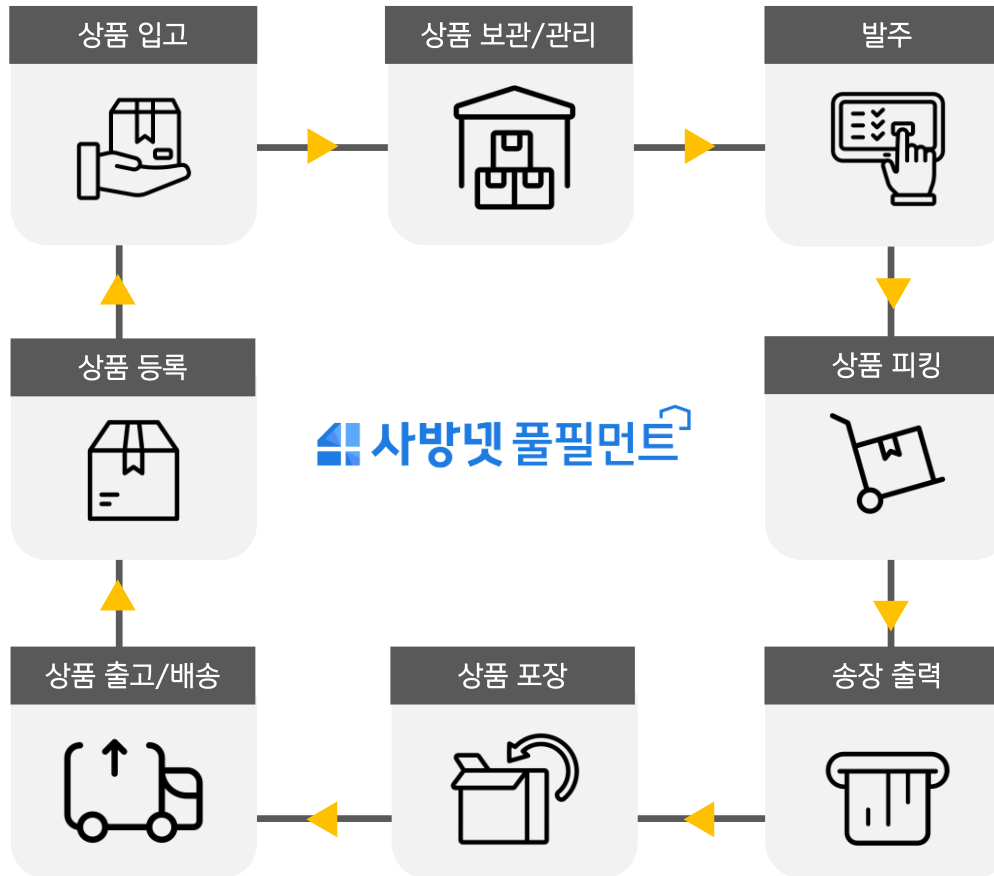 상품 입고
상품 보관/관리
발주
상품 등록
사방넷 풀필먼트
상품 피킹
상품 출고/배송
상품 포장
송장 출력